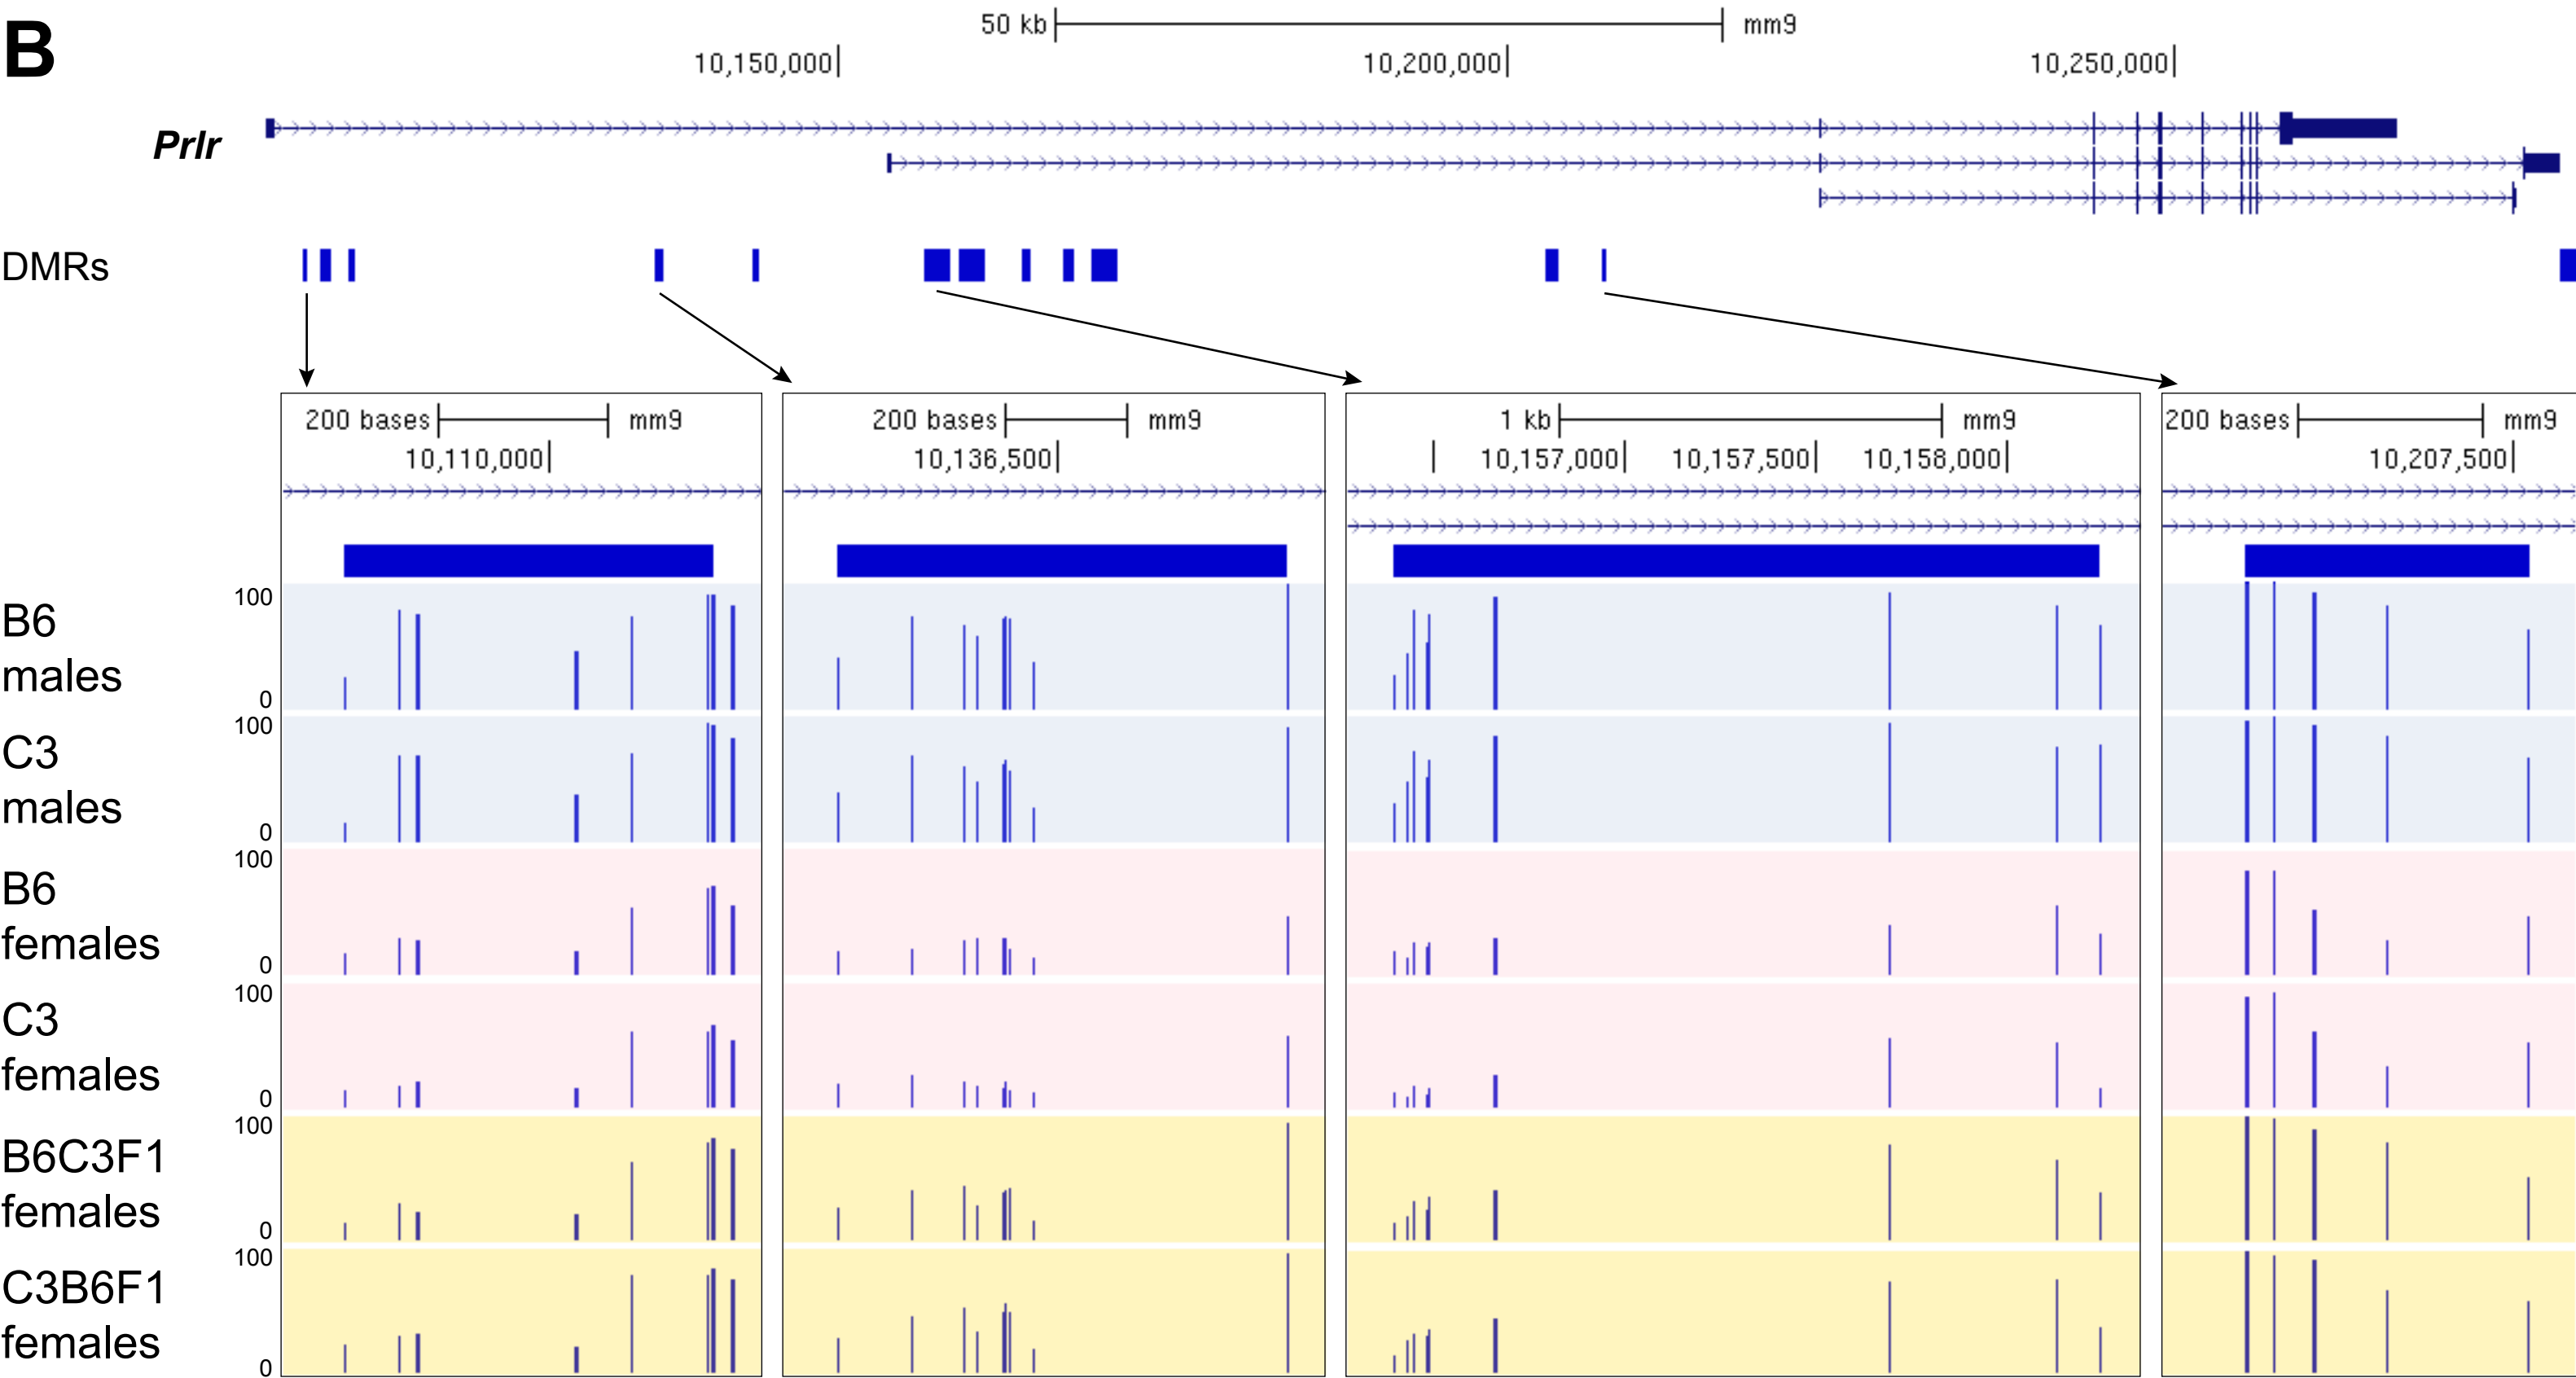 B
50 kb mm9
10,150,000 10,200,000 10,250,000
Prlr
DMRs
200 bases mm9 200 bases mm9 1 kb mm9 200 bases mm9
10,110,000 10,136,500 10,157,000 10,157,500 10,158,000 10,207,500
B6
males
100
0
C3
males
100
0
B6
females
100
0
C3
females
100
0
B6C3F1
females
100
0
C3B6F1
females
100
0